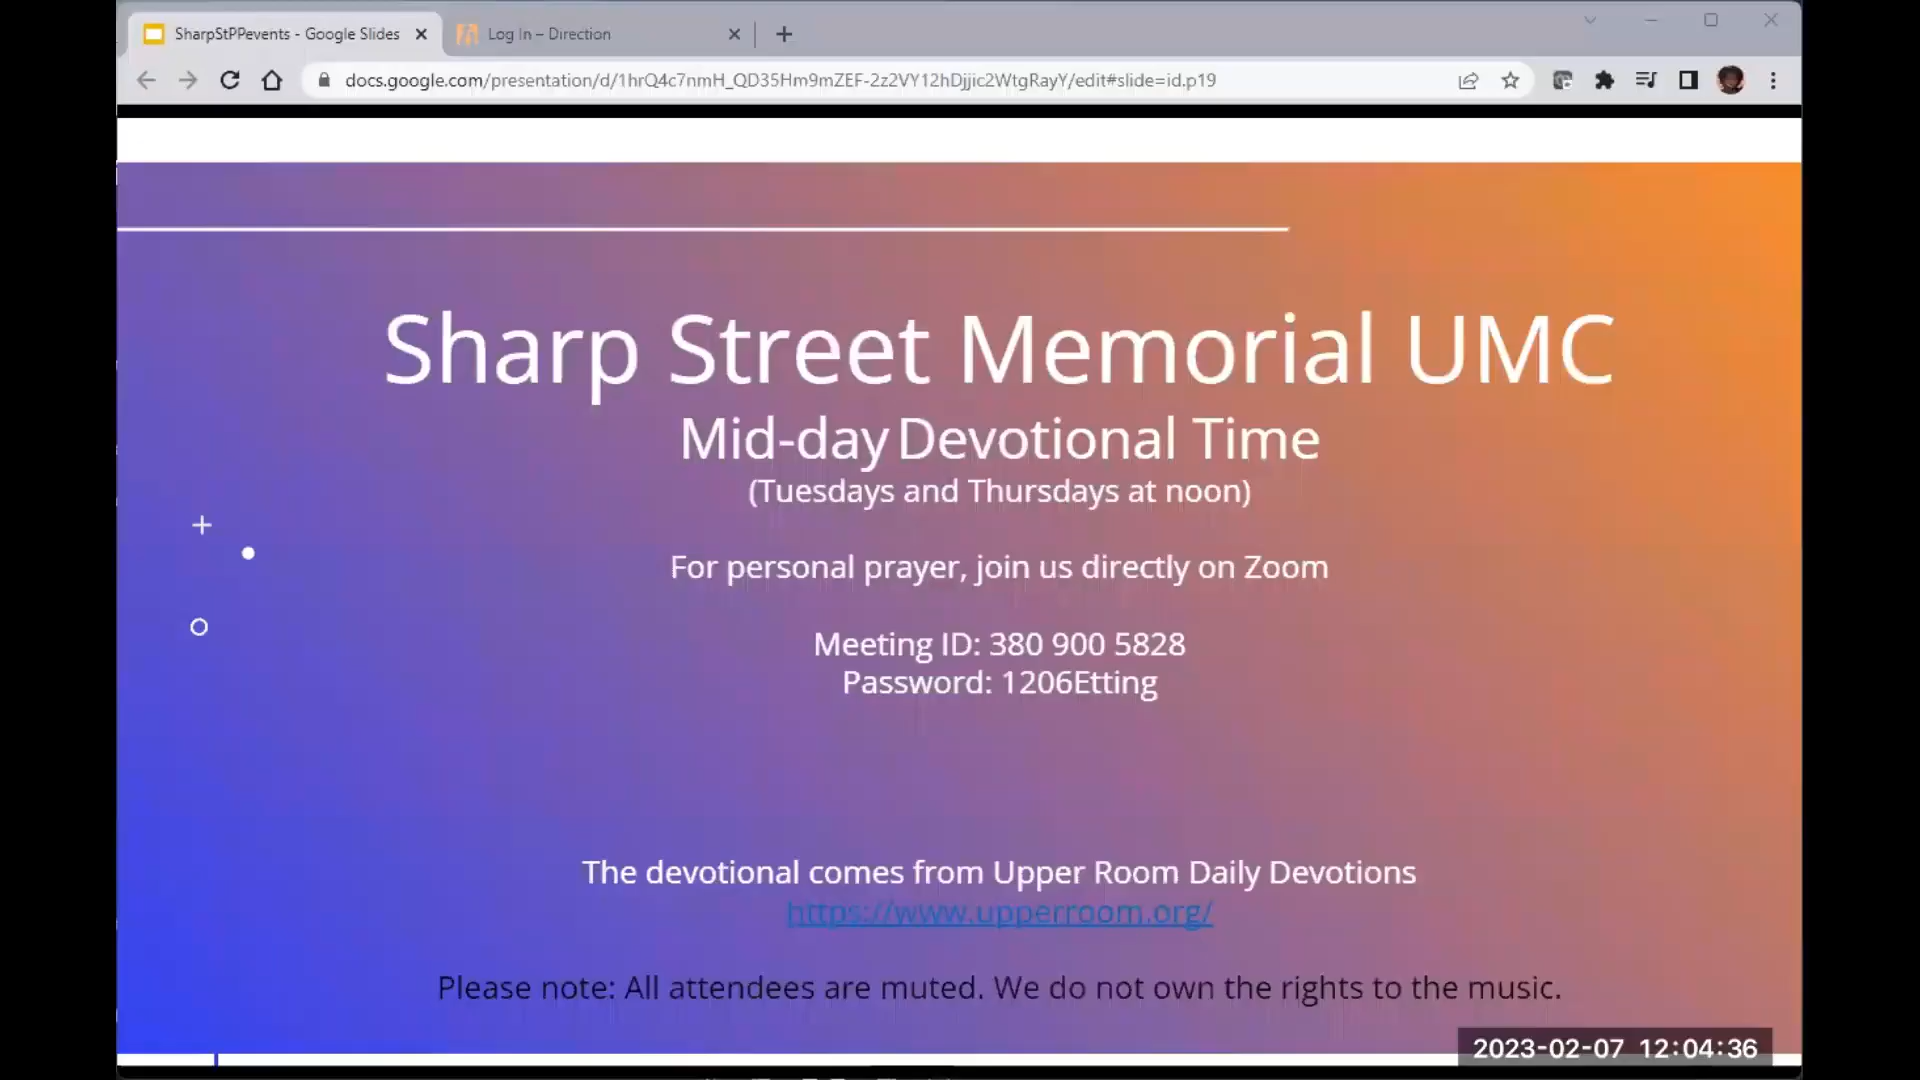 SharpStPPevents - Google Slides
Log In – Direction
docs.google.com/presentation/d/1hrQ4c7nmH_QD35Hm9mZEF-2z2VY12hDjjic2WtgRayY/edit#slide=id.p19
Sharp Street Memorial UMC
Mid-day Devotional Time
(Tuesdays and Thursdays at noon)
For personal prayer, join us directly on Zoom
Meeting ID: 380 900 5828
Password: 1206Etting
The devotional comes from Upper Room Daily Devotions
https://www.upperroom.org/
Please note: All attendees are muted. We do not own the rights to the music.
2023-02-07 12:04:36